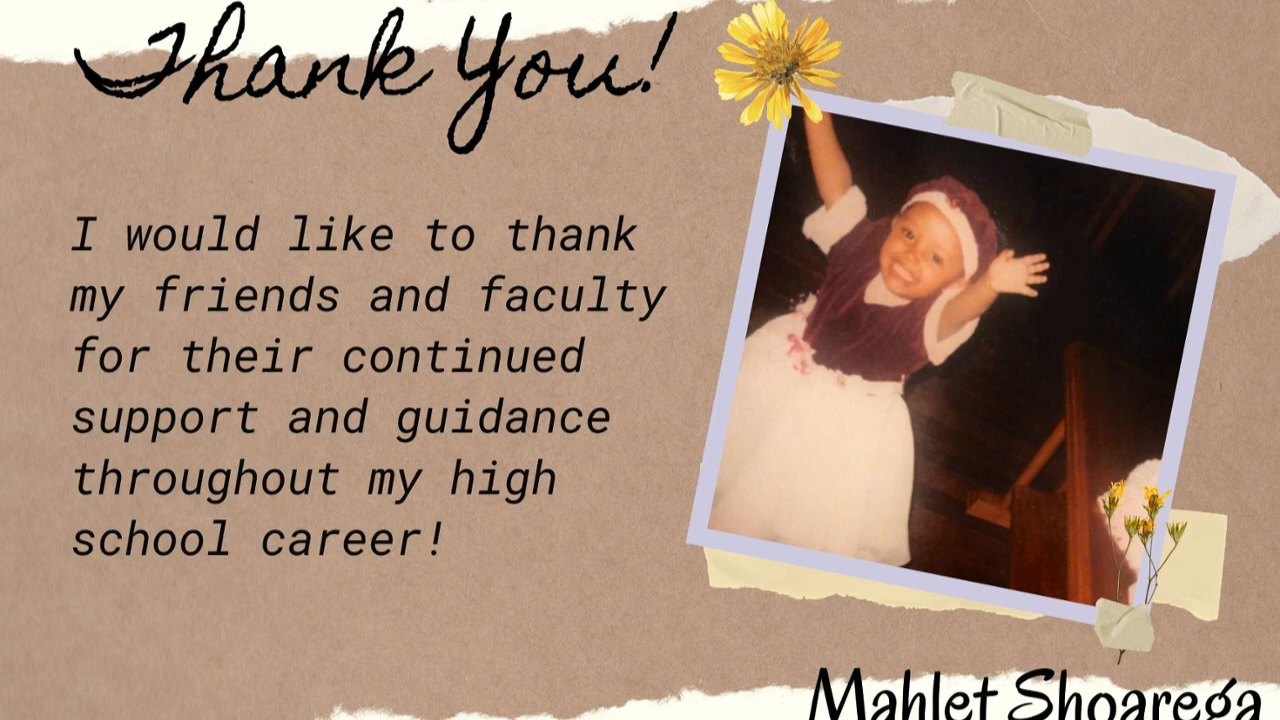 Thank You!
I would like to thank
my friends and faculty
for their continued
support and guidance
throughout my high
school career!
Mahlet Shoarega